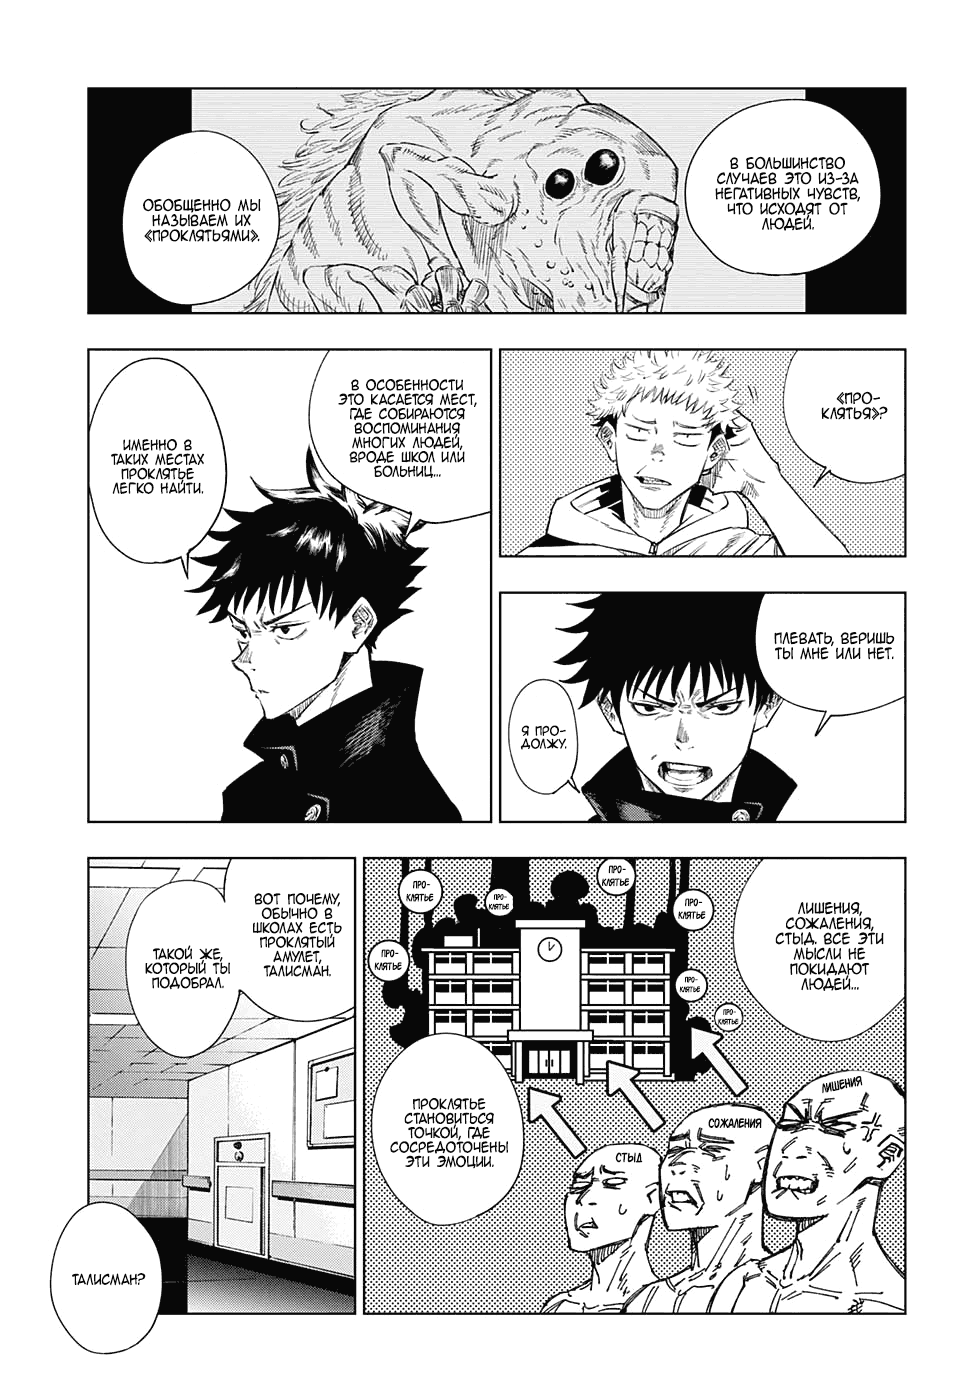 В БОЛЬШИНСТВО
СЛУЧАЕВ ЭТО ИЗ-ЗА
НЕГАТИВНЫХ ЧУВСТВ,
ЧТО ИСХОДЯТ ОТ
ЛЮДЕЙ.
ОБОБЩЕННО МЫ
НАЗЫВАЕМ ИХ
«ПРОКЛЯТЬЯМИ».
«ПРО-
КЛЯТЬЯ»?
ПЛЕВАТЬ, ВЕРИШЬ
ТЫ МНЕ ИЛИ НЕТ.
Я ПРО-
ДОЛЖУ.
В ОСОБЕННОСТИ
ЭТО КАСАЕТСЯ МЕСТ,
ГДЕ СОБИРАЮТСЯ
ВОСПОМИНАНИЯ
МНОГИХ ЛЮДЕЙ,
ВРОДЕ ШКОЛ ИЛИ
БОЛЬНИЦ...
ИМЕННО В
ТАКИХ МЕСТАХ
ПРОКЛЯТЬЕ
ЛЕГКО НАЙТИ.
ЛИШЕНИЯ,
СОЖАЛЕНИЯ,
СТЫД. ВСЕ ЭТИ
МЫСЛИ НЕ
ПОКИДАЮТ
ЛЮДЕЙ...
ПРО-
КЛЯТЬЕ
ПРО-
КЛЯТЬЕ
ПРО-
КЛЯТЬЕ
ПРО-
КЛЯТЬЕ
ПРО-
КЛЯТЬЕ
ПРО-
КЛЯТЬЕ
ПРО-
КЛЯТЬЕ
ЛИШЕНИЯ
СОЖАЛЕНИЯ
СТЫД
ПРОКЛЯТЬЕ
СТАНОВИТЬСЯ
ТОЧКОЙ, ГДЕ
СОСРЕДОТОЧЕНЫ
ЭТИ ЭМОЦИИ.
ВОТ ПОЧЕМУ,
ОБЫЧНО В
ШКОЛАХ ЕСТЬ
ПРОКЛЯТЫЙ
АМУЛЕТ,
ТАЛИСМАН.
ТАКОЙ ЖЕ,
КОТОРЫЙ ТЫ
ПОДОБРАЛ.
ТАЛИСМАН?